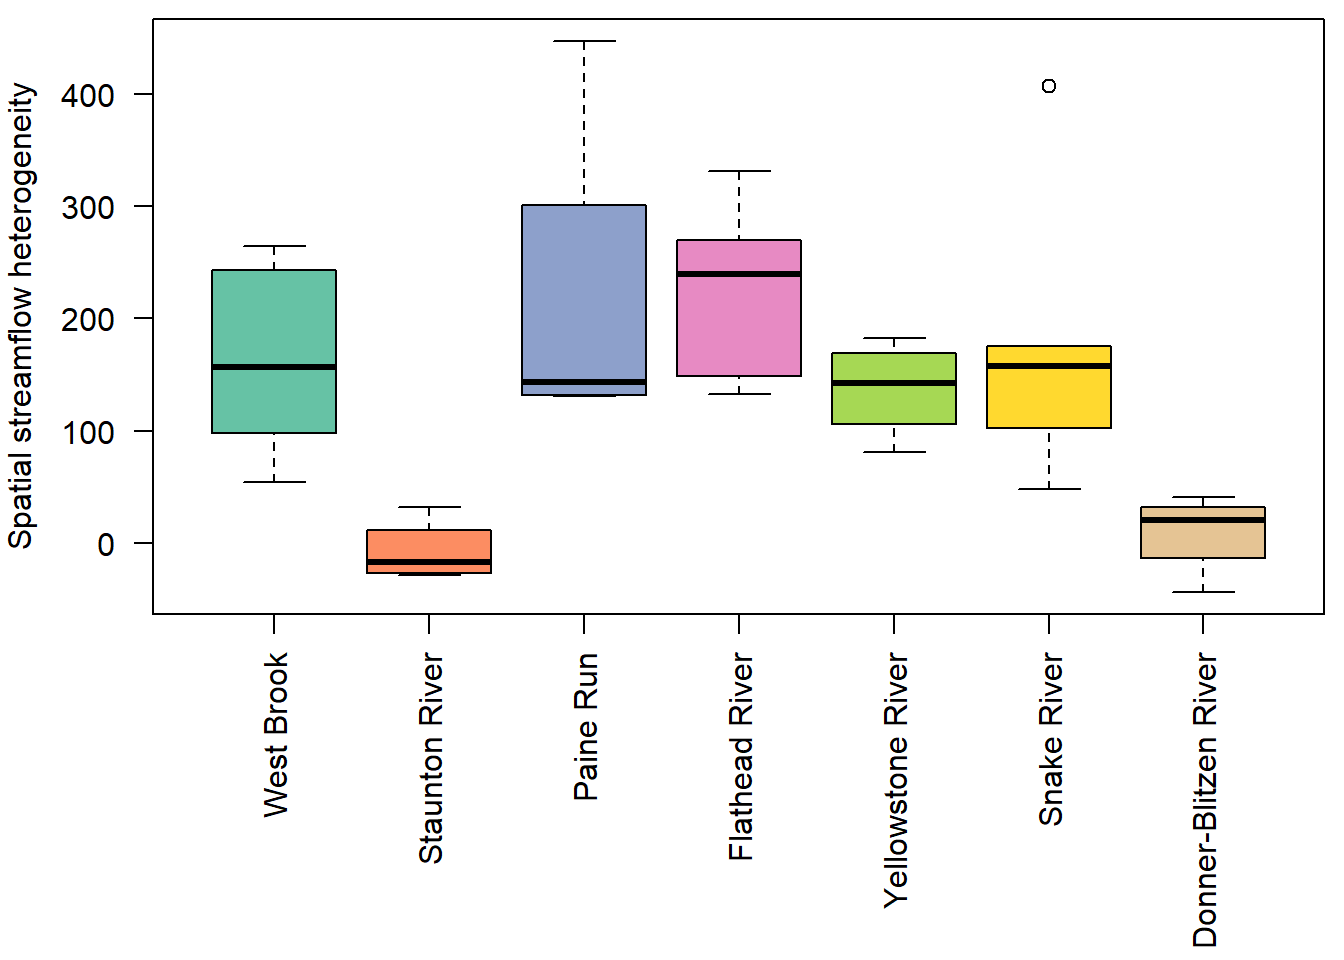 Spatial streamflow heterogeneity
400
300
200
100
0
West Brook
Staunton River
Paine Run
Flathead River
Yellowstone River
Snake River
Donner-Blitzen River